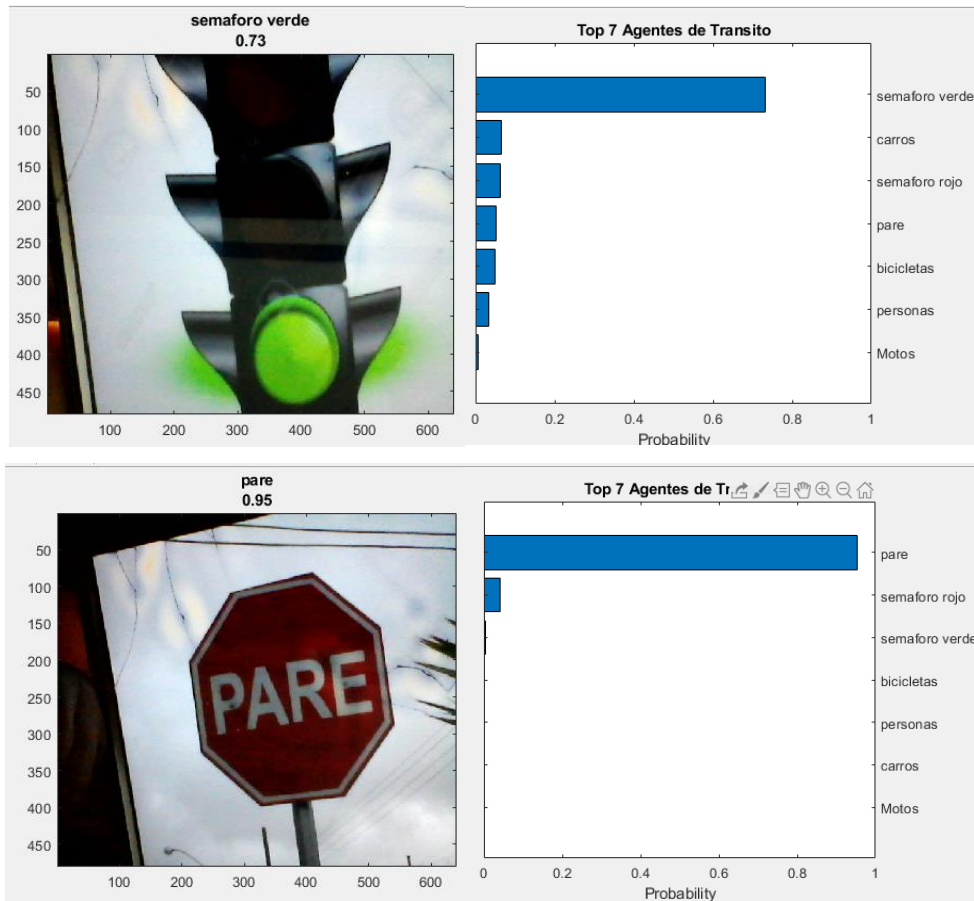 semaforo verde
0.73
Top 7 Agentes de Transito
50
100
150
200
250
300
350
400
450
100
200
300
400
500
600
semaforo verde
carros
semaforo rojo
pare
bicicletas
personas
Motos
0
0.2
0.4
0.6
0.8
1
Probability
pare
0.95
Top 7 Agentes de Tr
50
100
150
200
250
300
350
400
450
PARE
100
200
300
400
500
600
pare
semaforo rojo
semaforo verde
bicicletas
personas
carros
Motos
0
0.2
0.4
0.6
0.8
1
Probability